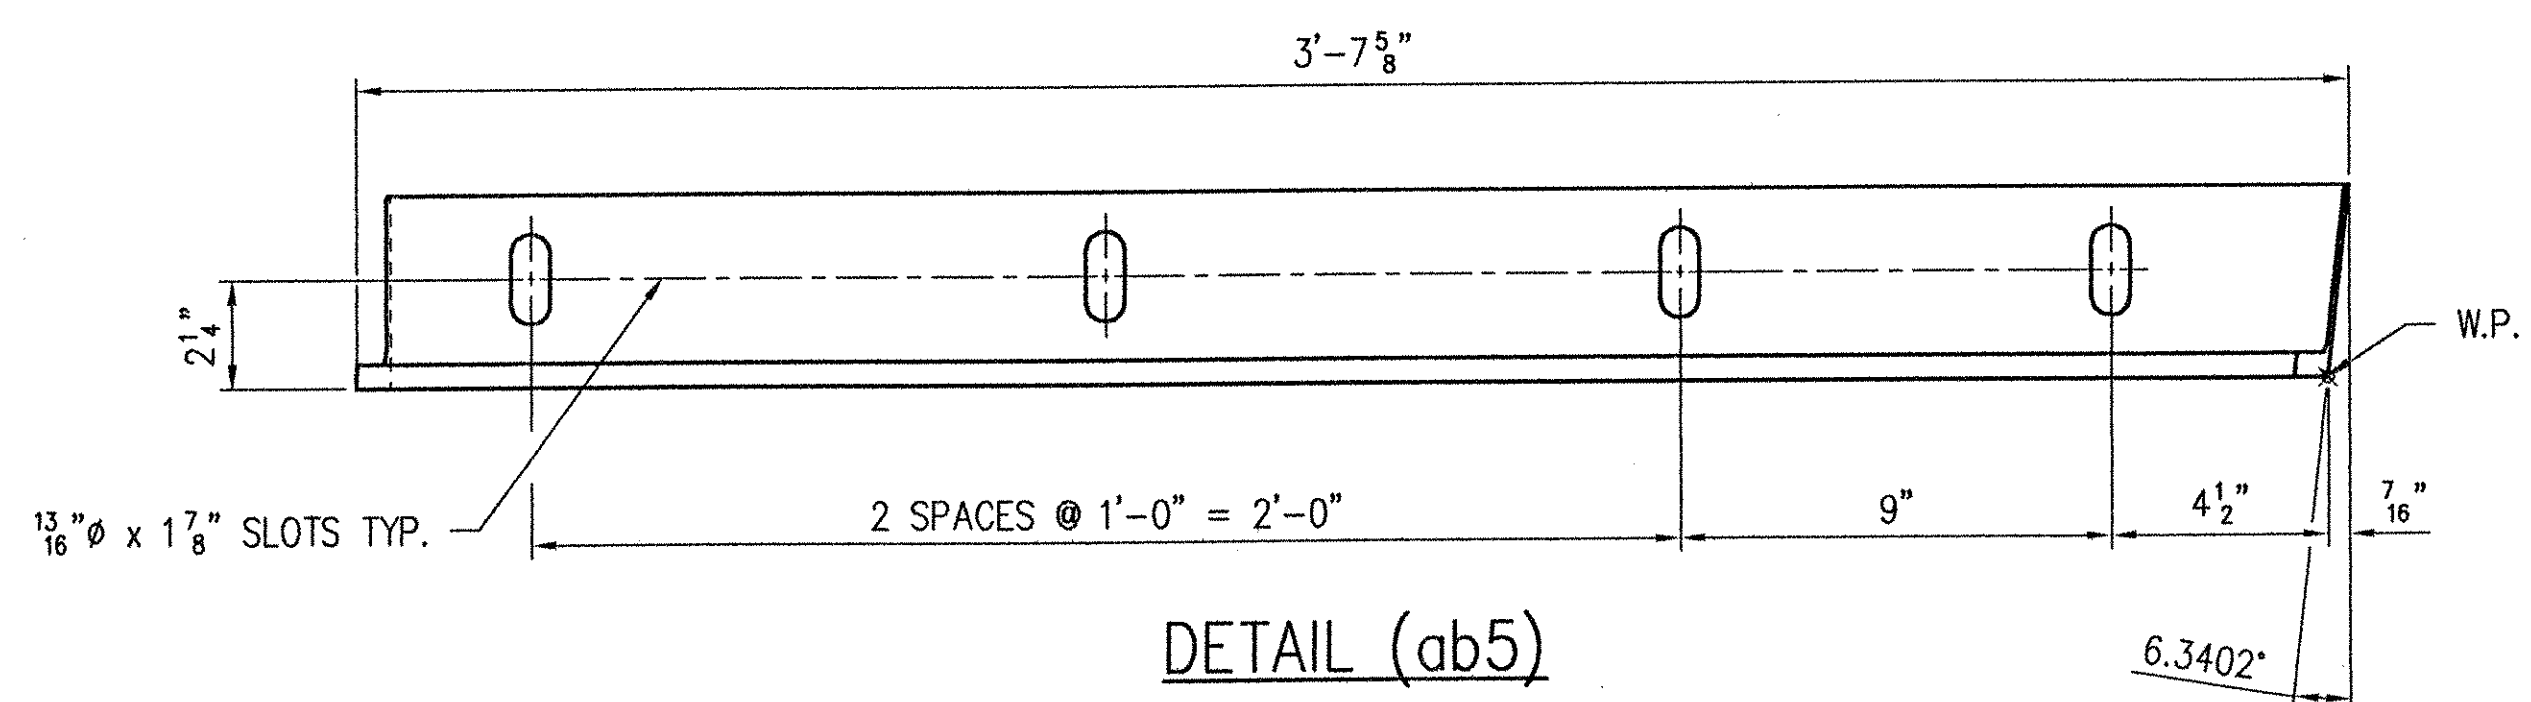 3'-7 5/8"
2 1/4"
W.P.
13/16"ø x 1 7/8" SLOTS TYP.
2 SPACES @ 1'-0" = 2'-0"
9"
4 1/2"
7/16"
6.3402°
DETAIL (ab5)